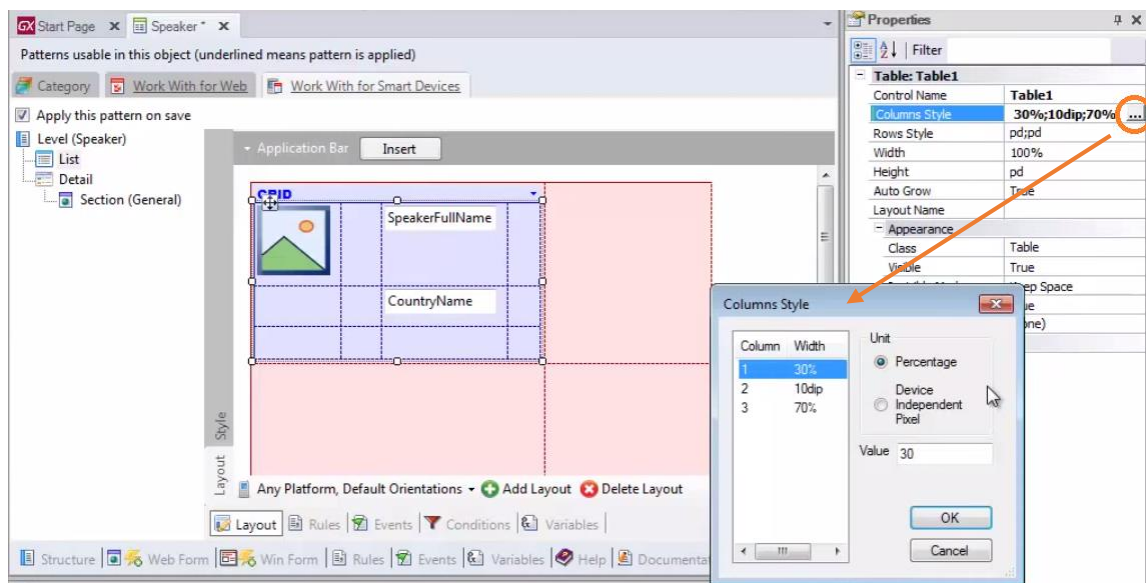 GX Start Page X Speaker * X
Patterns usable in this object (underlined means pattern is applied)
Category Work With for Web Work With for Smart Devices
Apply this pattern on save
Level (Speaker)
List
Detail
Section (General)
Application Bar Insert
GRID
SpeakerFullName
CountryName
Style
Layout
Any Platform, Default Orientations Add Layout Delete Layout
Layout Rules Events Conditions Variables
Structure Web Form Win Form Rules Events Variables Help Documenta
Properties
Filter
Table: Table1
Control Name Table1
Columns Style 30%;10dip;70% ...
Rows Style pd;pd
Width 100%
Height pd
Auto Grow True
Layout Name
Appearance
Class Table
Visible True
Keep Space
Columns Style
Column Width
1 30%
2 10dip
3 70%
Unit
Percentage
Device
Independent
Pixel
Value 30
OK
Cancel